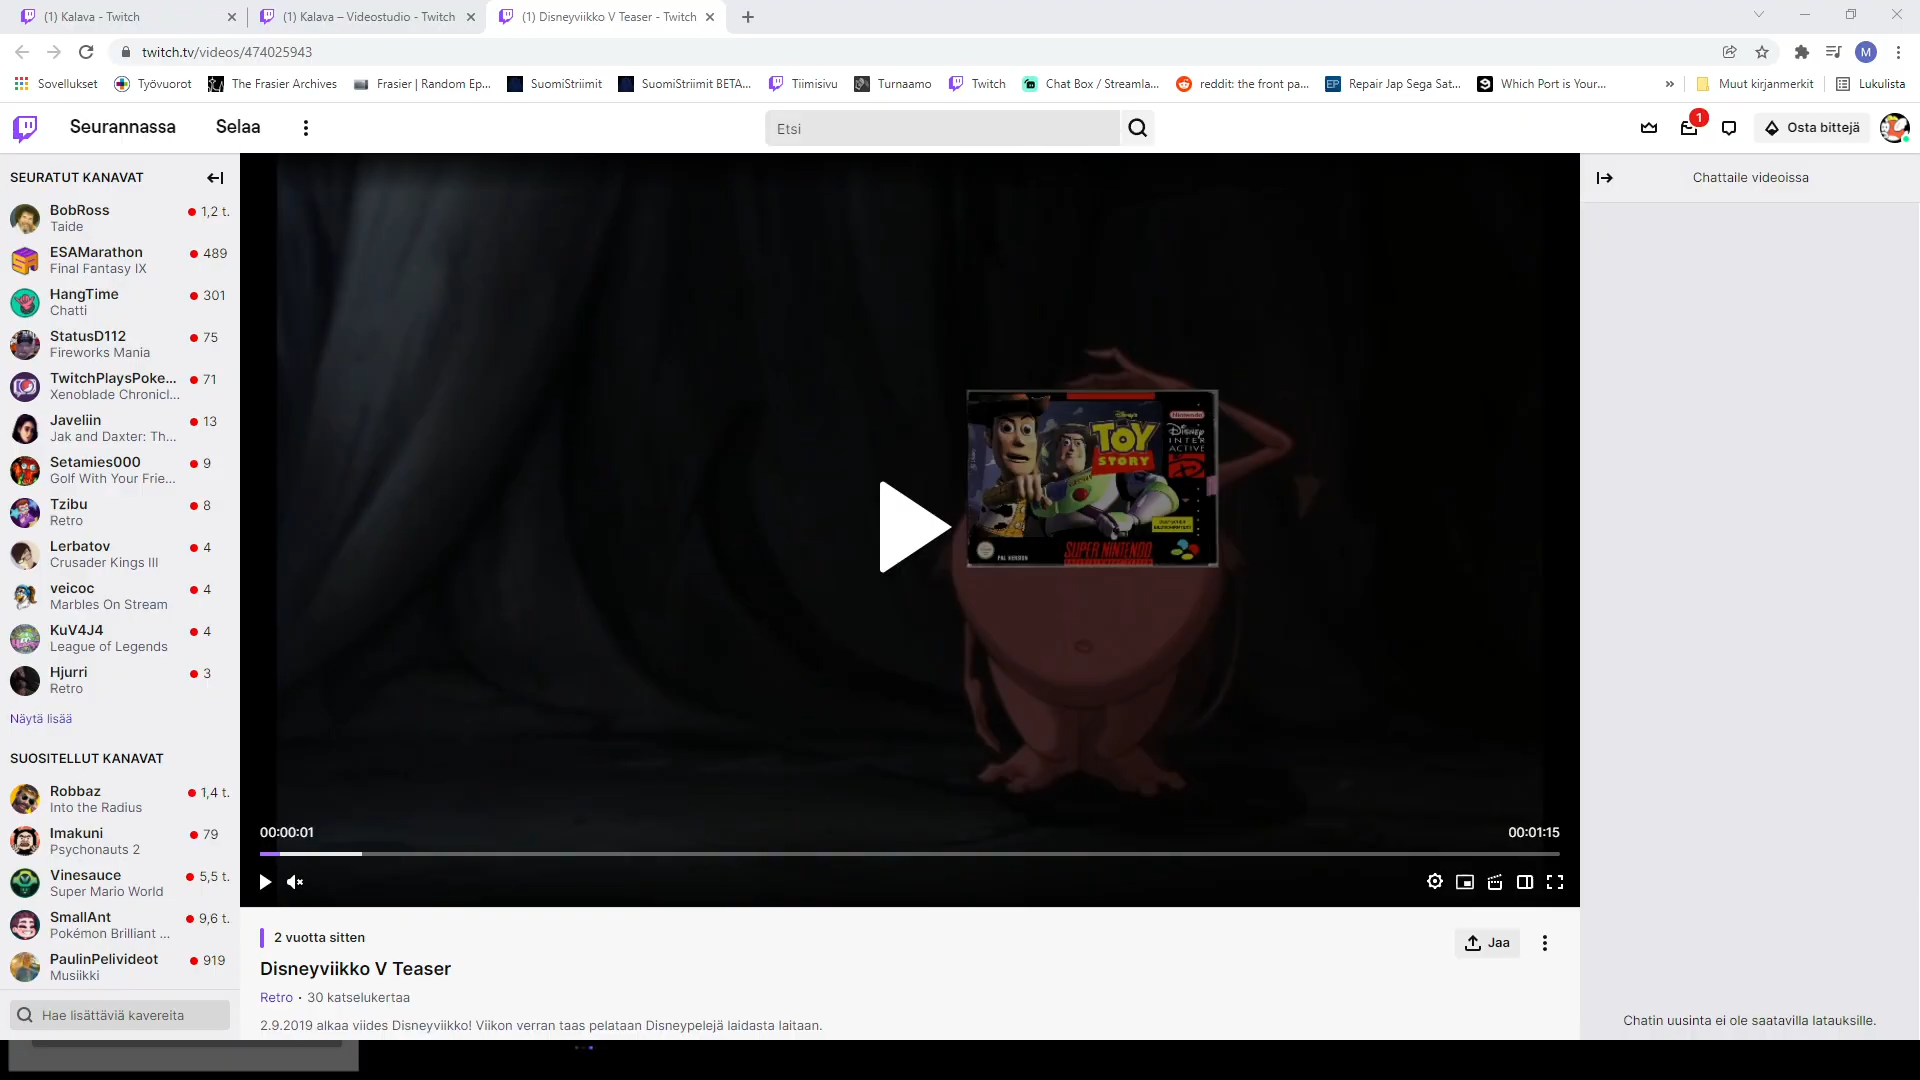 (1) Kalava - Twitch
(1) Kalava – Videostudio - Twitch
(1) Disneyviikko V Teaser - Twitch
twitch.tv/videos/474025943
M
Sovellukset
Työvuorot
The Frasier Archives
Frasier | Random Ep...
SuomiStriimit
SuomiStriimit BETA...
Tiimisivu
Turnaamo
Twitch
Chat Box / Streamla...
reddit: the front pa...
EP
Repair Jap Sega Sat...
Which Port is Your...
»
Muut kirjanmerkit
Lukulista
Seurannassa
Selaa
Etsi
1
Osta bittejä
SEURATUT KANAVAT
BobRoss
1,2 t.
Taide
ESAMarathon
489
Final Fantasy IX
HangTime
301
Chatti
StatusD112
75
Fireworks Mania
TwitchPlaysPoke...
71
Xenoblade Chronicl...
Javeliin
13
Jak and Daxter: Th...
Setamies000
9
Golf With Your Frie...
Tzibu
8
Retro
Lerbatov
4
Crusader Kings III
veicoc
4
Marbles On Stream
KuV4J4
4
League of Legends
Hjurri
3
Retro
Näytä lisää
SUOSITELLUT KANAVAT
Robbaz
1,4 t.
Into the Radius
Imakuni
79
Psychonauts 2
Vinesauce
5,5 t.
Super Mario World
SmallAnt
9,6 t.
Pokémon Brilliant ...
PaulinPelivideot
919
Musiikki
Hae lisättäviä kavereita
Disney's
TOY
STORY
Nintendo
DISNEY
INTER
ACTIVE
PAL VERSION
SUPER NINTENDO
00:00:01
00:01:15
2 vuotta sitten
Jaa
Disneyviikko V Teaser
Retro • 30 katselukertaa
2.9.2019 alkaa viides Disneyviikko! Viikon verran taas pelataan Disneypelejä laidasta laitaan.
Chattaile videoissa
Chatin uusinta ei ole saatavilla latauksille.